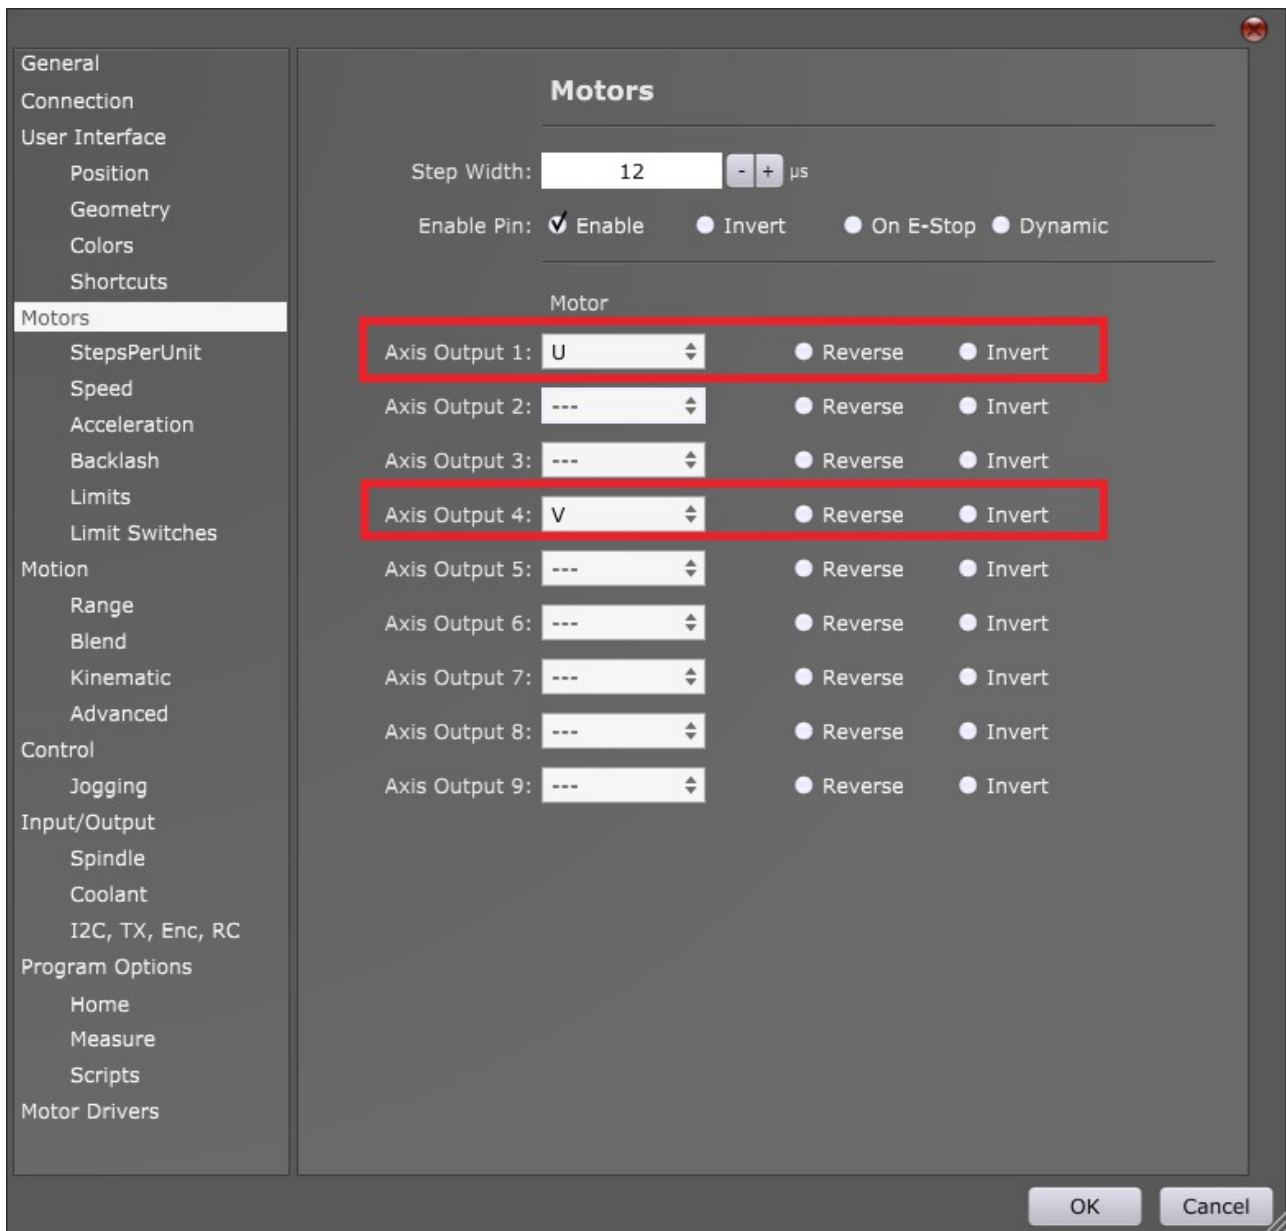 General
Connection
User Interface
Position
Geometry
Colors
Shortcuts
Motors
StepsPerUnit
Speed
Acceleration
Backlash
Limits
Limit Switches
Motion
Range
Blend
Kinematic
Advanced
Control
Jogging
Input/Output
Spindle
Coolant
I2C, TX, Enc, RC
Program Options
Home
Measure
Scripts
Motor Drivers
Motors
Step Width: 12 - + µs
Enable Pin: Enable Invert On E-Stop Dynamic
Motor
Axis Output 1: U Reverse Invert
Axis Output 2: --- Reverse Invert
Axis Output 3: --- Reverse Invert
Axis Output 4: V Reverse Invert
Axis Output 5: --- Reverse Invert
Axis Output 6: --- Reverse Invert
Axis Output 7: --- Reverse Invert
Axis Output 8: --- Reverse Invert
Axis Output 9: --- Reverse Invert
OK Cancel